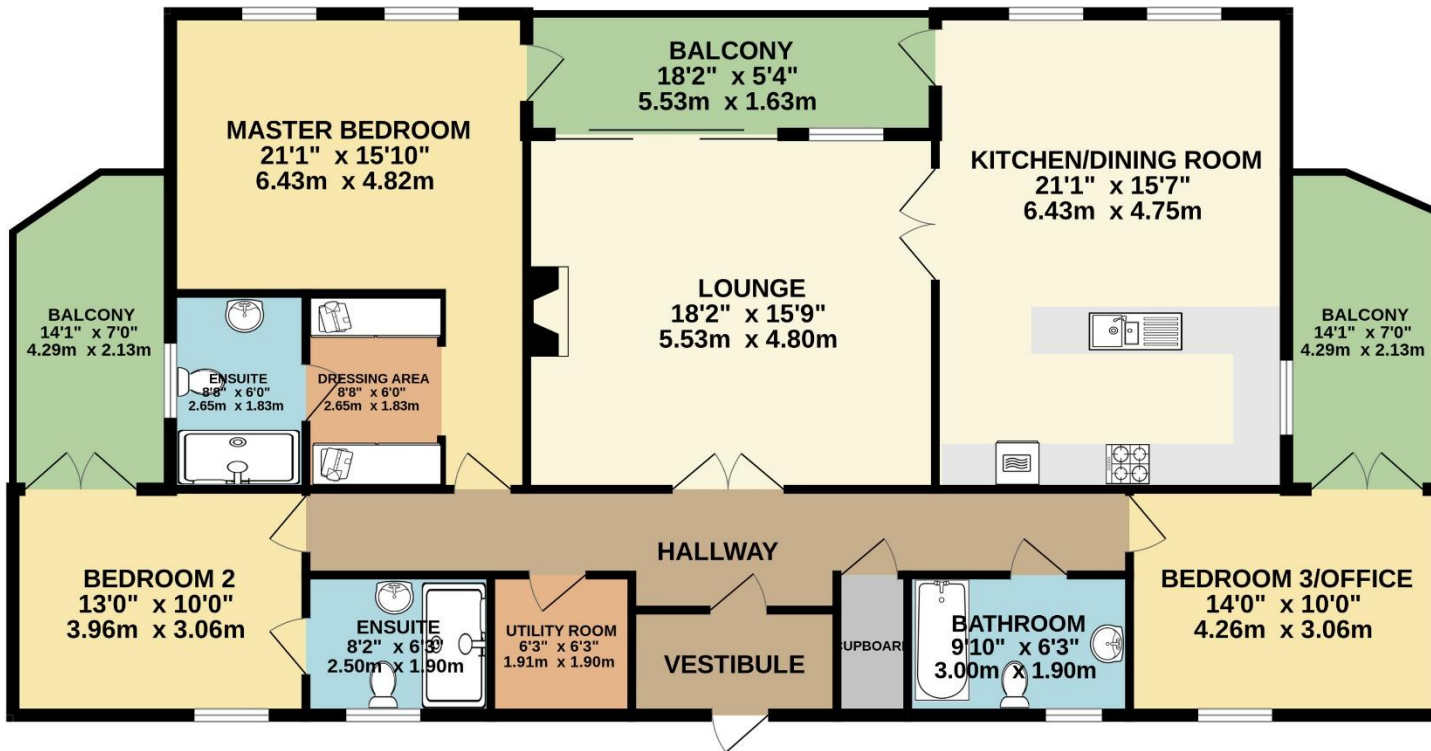 BALCONY
18'2" x 5'4"
5.53m x 1.63m
MASTER BEDROOM
21'1" x 15'10"
6.43m x 4.82m
KITCHEN/DINING ROOM
21'1" x 15'7"
6.43m x 4.75m
BALCONY
14'1" x 7'0"
4.29m x 2.13m
ENSUITE
8'8" x 6'0"
2.65m x 1.83m
DRESSING AREA
8'8" x 6'0"
2.65m x 1.83m
LOUNGE
18'2" x 15'9"
5.53m x 4.80m
BALCONY
14'1" x 7'0"
4.29m x 2.13m
HALLWAY
BEDROOM 2
13'0" x 10'0"
3.96m x 3.06m
ENSUITE
8'2" x 6'3"
2.50m x 1.90m
UTILITY ROOM
6'3" x 6'3"
1.91m x 1.90m
VESTIBULE
CUPBOARD
BATHROOM
9'10" x 6'3"
3.00m x 1.90m
BEDROOM 3/OFFICE
14'0" x 10'0"
4.26m x 3.06m